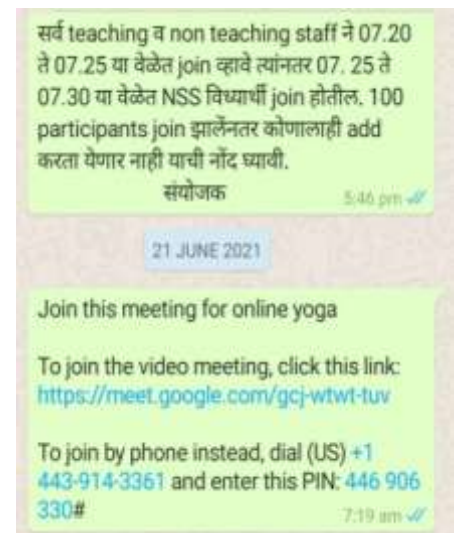 सर्व teaching व non teaching staff ने 07.20
ते 07.25 या वेळेत join व्हावे त्यांनतर 07. 25 ते
07.30 या वेळेत NSS विध्यार्थी join होतील. 100
participants join झालेंनतर कोणालाही add
करता येणार नाही याची नोंद घ्यावी.
संयोजक
5:46 pm
21 JUNE 2021
Join this meeting for online yoga
To join the video meeting, click this link:
https://meet.google.com/gcj-wtwt-tuv
To join by phone instead, dial (US) +1
443-914-3361 and enter this PIN: 446 906
330#
7:19 am